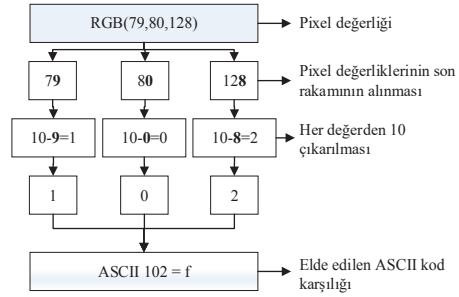 RGB(79,80,128)
Pixel değerliği
79
80
128
Pixel değerliklerinin son
rakamının alınması
10-9=1
10-0=0
10-8=2
Her değerden 10
çıkarılması
1
0
2
ASCII 102 = f
Elde edilen ASCII kod
karşılığı